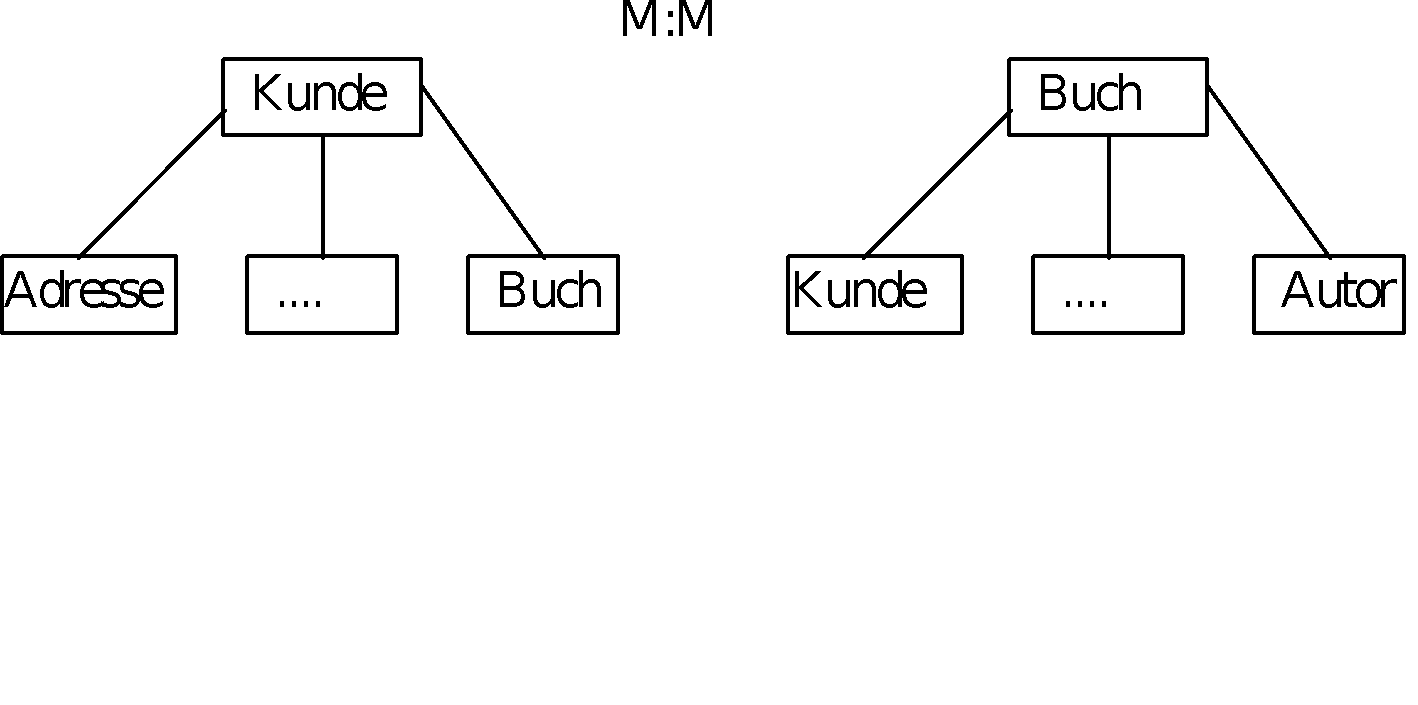 M:M
Kunde Buch
Adresse .... Buch Kunde .... Autor